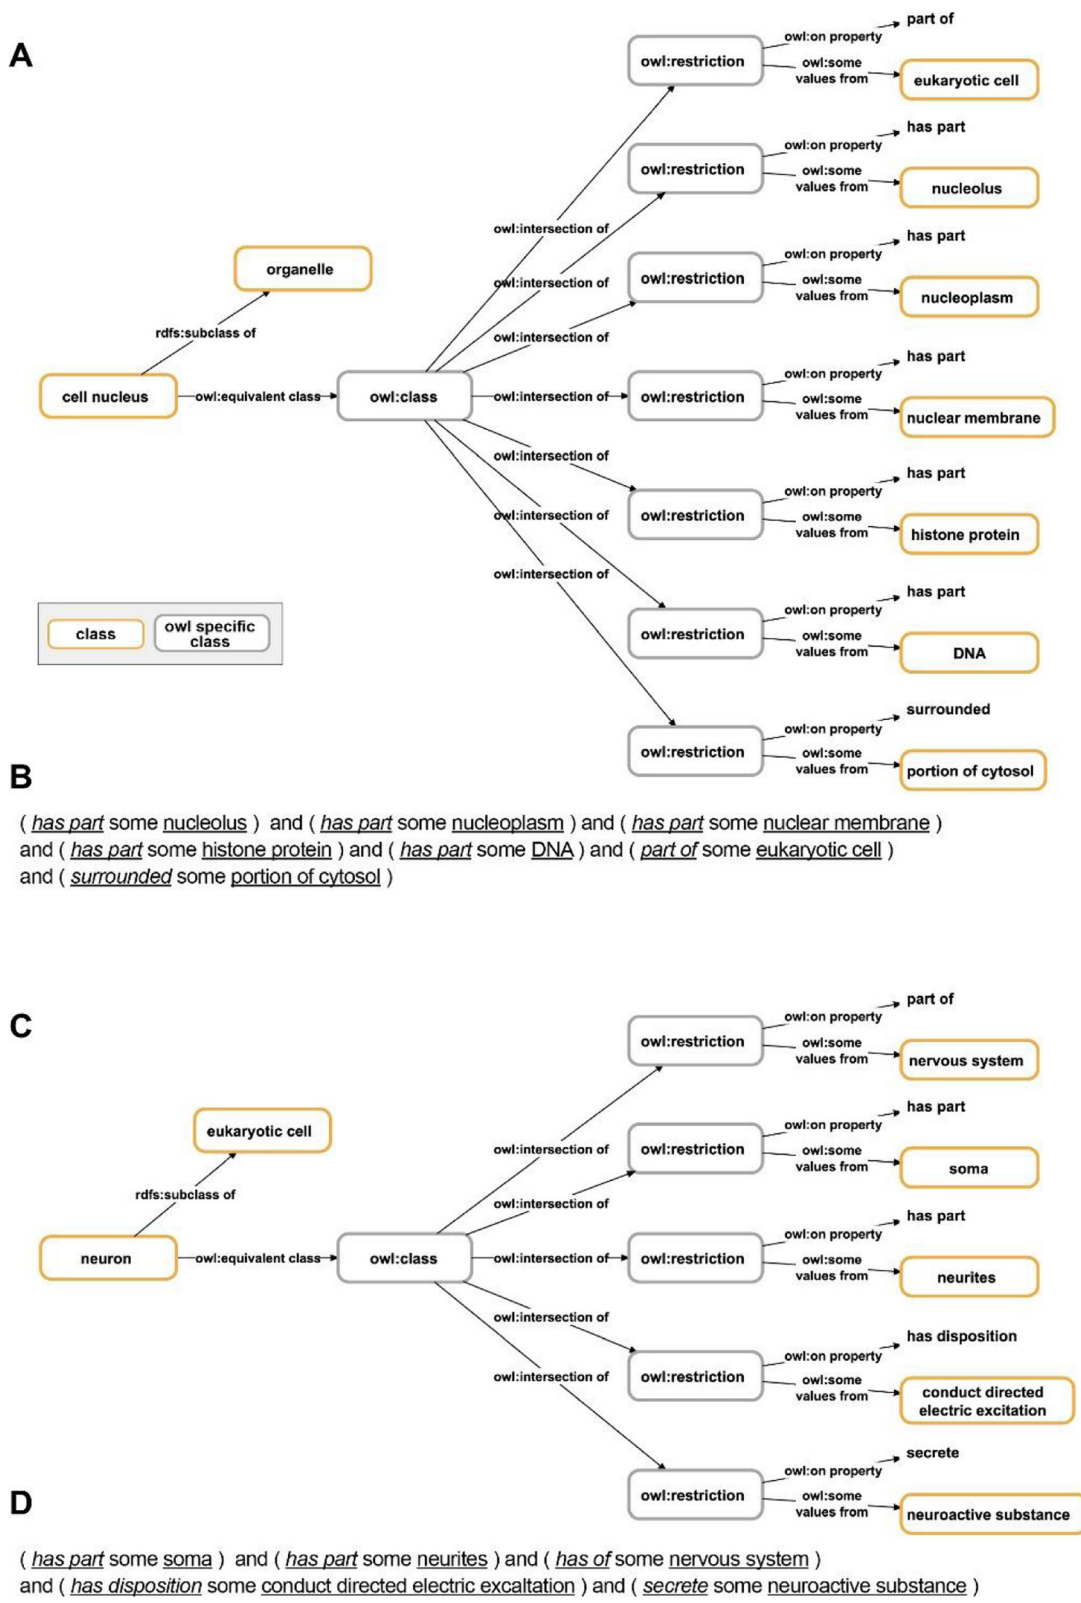 A
owl:restriction
owl:on property
part of
owl:some
values from
eukaryotic cell
owl:restriction
owl:on property
has part
owl:some
values from
nucleolus
owl:intersection of
owl:restriction
owl:on property
has part
owl:some
values from
nucleoplasm
organelle
owl:intersection of
rdfs:subclass of
owl:intersection of
cell nucleus
owl:equivalent class
owl:class
owl:intersection of
owl:restriction
owl:on property
has part
owl:some
values from
nuclear membrane
owl:intersection of
owl:restriction
owl:on property
has part
owl:some
values from
histone protein
owl:intersection of
owl:intersection of
owl:restriction
owl:on property
has part
owl:some
values from
DNA
class
owl specific
class
owl:restriction
owl:on property
surrounded
owl:some
values from
portion of cytosol
B
( has part some nucleolus ) and ( has part some nucleoplasm ) and ( has part some nuclear membrane )
and ( has part some histone protein ) and ( has part some DNA ) and ( part of some eukaryotic cell )
and ( surrounded some portion of cytosol )
C
owl:restriction
owl:on property
part of
owl:some
values from
nervous system
eukaryotic cell
owl:intersection of
owl:restriction
owl:on property
has part
owl:some
values from
soma
rdfs:subclass of
owl:intersection of
neuron
owl:equivalent class
owl:class
owl:intersection of
owl:restriction
owl:on property
has part
owl:some
values from
neurites
owl:intersection of
owl:restriction
owl:on property
has disposition
owl:some
values from
conduct directed
electric excitation
owl:intersection of
owl:restriction
owl:on property
secrete
owl:some
values from
neuroactive substance
D
( has part some soma ) and ( has part some neurites ) and ( has of some nervous system )
and ( has disposition some conduct directed electric excaltation ) and ( secrete some neuroactive substance )